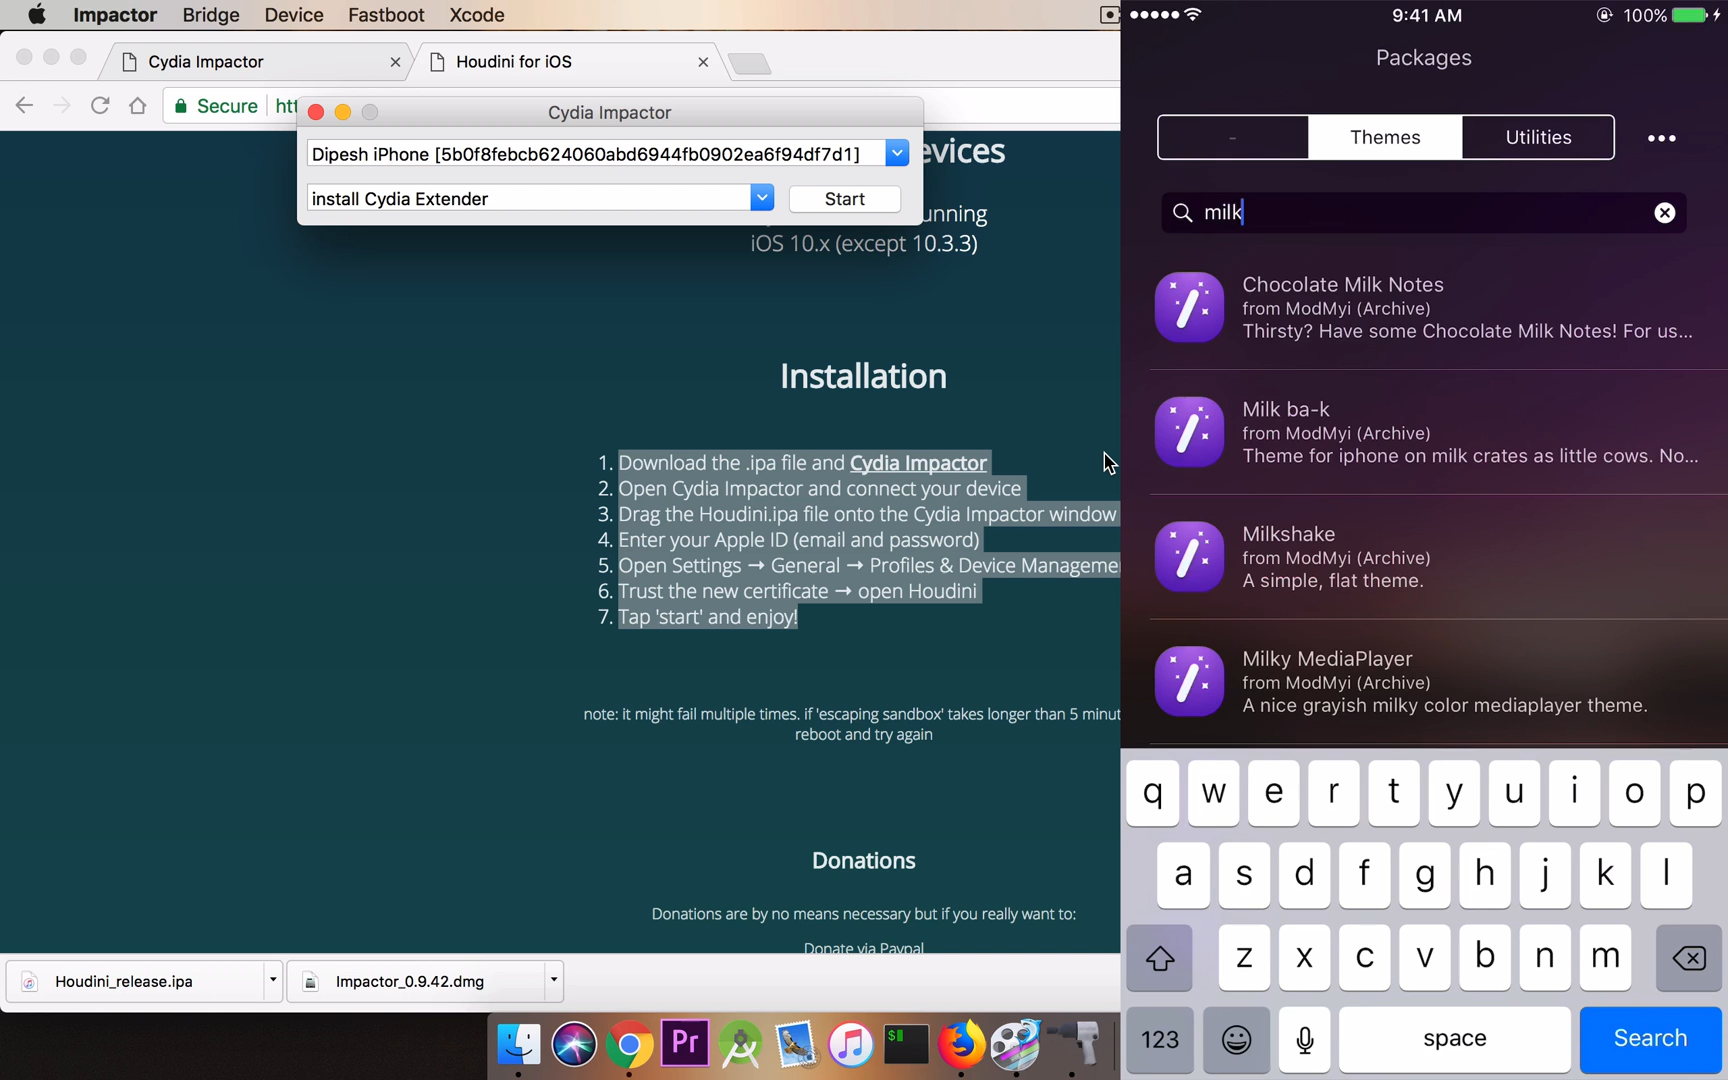 Impactor Bridge Device Fastboot Xcode
Cydia Impactor
Houdini for iOS
Secure htt
Cydia Impactor
Dipesh iPhone [5b0f8febcb624060abd6944fb0902ea6f94df7d1]
install Cydia Extender
Start
evices
unning
iOS 10.x (except 10.3.3)
Installation
1. Download the .ipa file and Cydia Impactor
2. Open Cydia Impactor and connect your device
3. Drag the Houdini.ipa file onto the Cydia Impactor window
4. Enter your Apple ID (email and password)
5. Open Settings → General → Profiles & Device Manageme
6. Trust the new certificate → open Houdini
7. Tap 'start' and enjoy!
note: it might fail multiple times. if 'escaping sandbox' takes longer than 5 minut
reboot and try again
Donations
Donations are by no means necessary but if you really want to:
Donate via Paypal
Houdini_release.ipa
Impactor_0.9.42.dmg
Pr
$
9:41 AM
100%
Packages
- Themes Utilities •••
milk
Chocolate Milk Notes
from ModMyi (Archive)
Thirsty? Have some Chocolate Milk Notes! For us...
Milk ba-k
from ModMyi (Archive)
Theme for iphone on milk crates as little cows. No...
Milkshake
from ModMyi (Archive)
A simple, flat theme.
Milky MediaPlayer
from ModMyi (Archive)
A nice grayish milky color mediaplayer theme.
q w e r t y u i o p
a s d f g h j k l
z x c v b n m
123 space Search